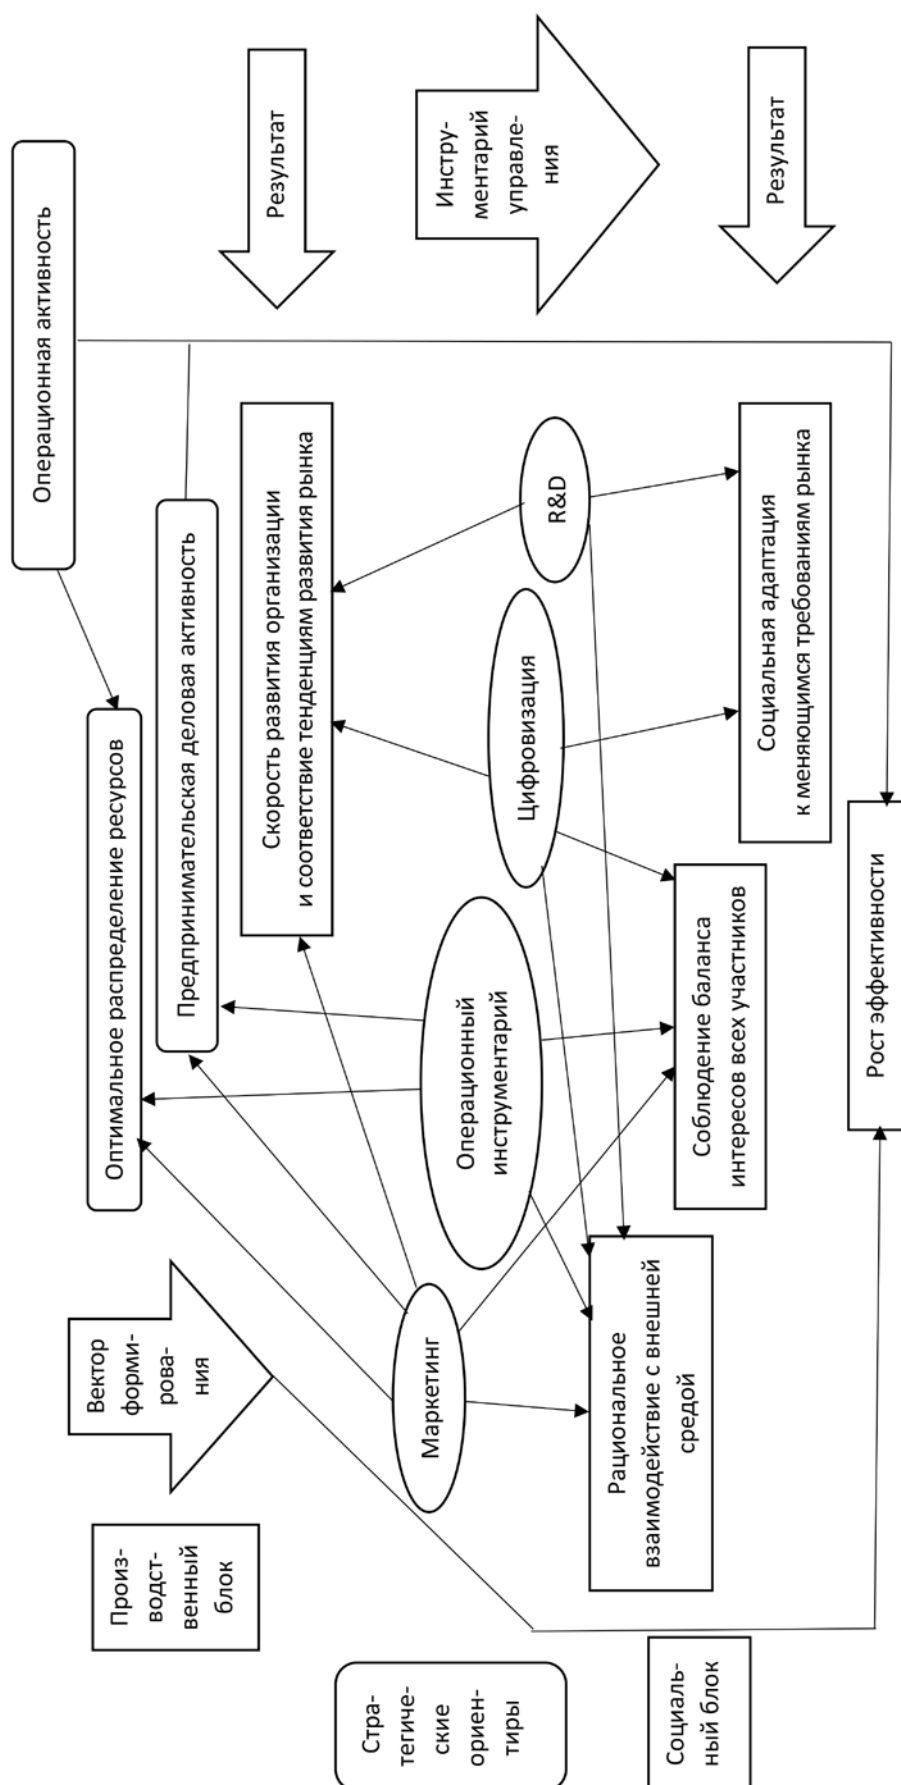 Операционная активность
Оптимальное распределение ресурсов
Предпринимательская деловая активность
Произ-
водст-
венный
блок
Вектор
форми-
рова-
ния
Скорость развития организации
и соответствие тенденциям развития рынка
Результат
Стра-
тегиче-
ские
ориен-
тиры
Маркетинг
Операционный
инструментарий
Цифровизация
R&D
Инстру-
ментарий
управле-
ния
Социаль-
ный блок
Рациональное
взаимодействие с внешней
средой
Соблюдение баланса
интересов всех участников
Социальная адаптация
к меняющимся требованиям рынка
Результат
Рост эффективности